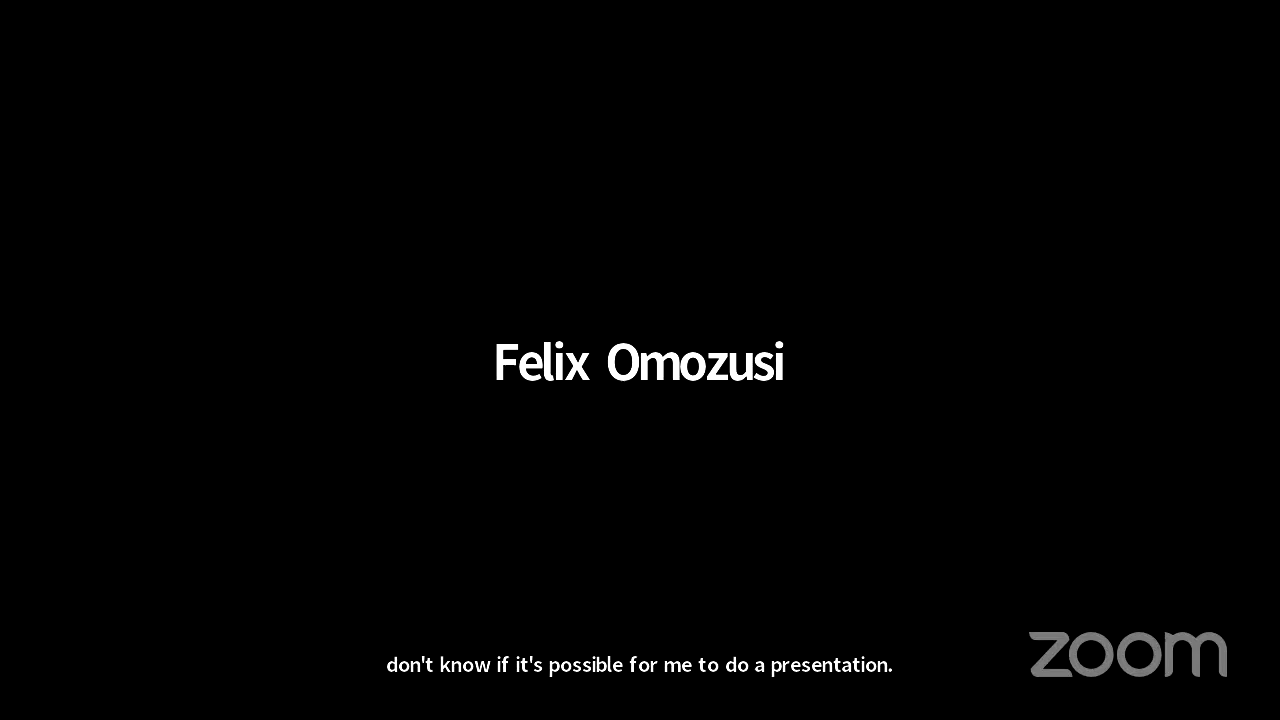 Felix Omozusi
don't know if it's possible for me to do a presentation.
zoom